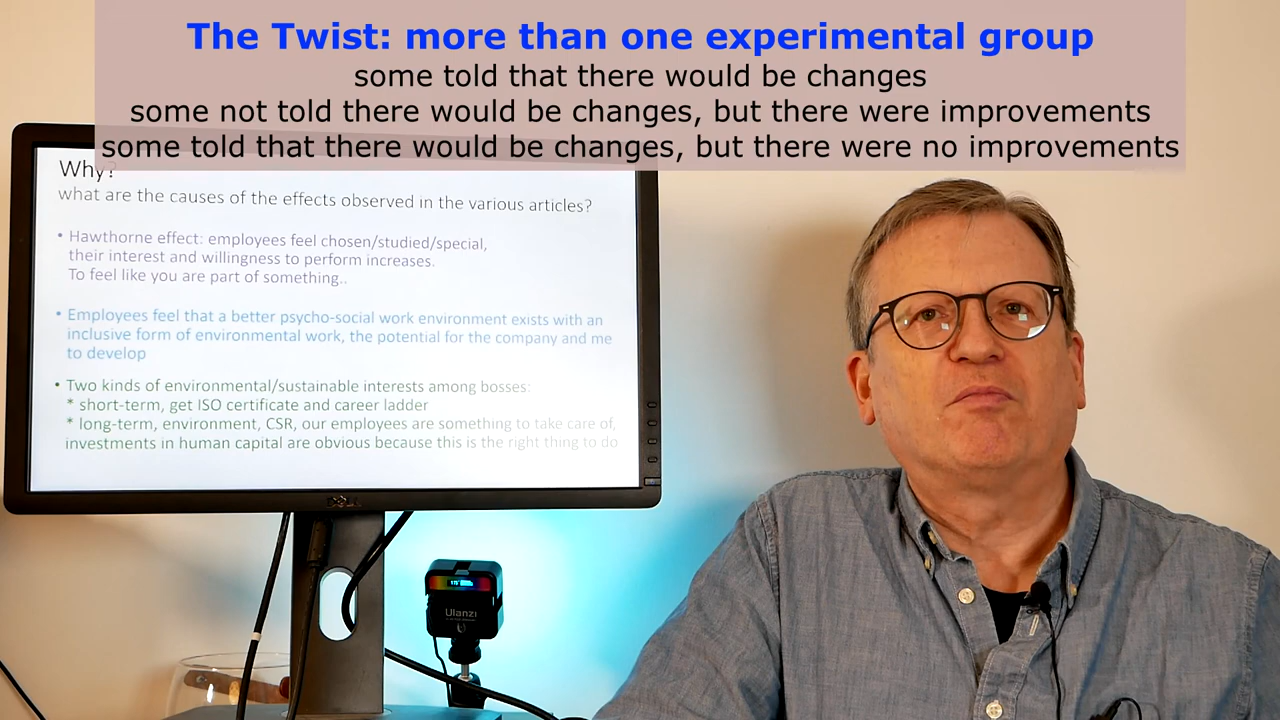 The Twist: more than one experimental group
some told that there would be changes
some not told there would be changes, but there were improvements
some told that there would be changes, but there were no improvements
Why?
what are the causes of the effects observed in the various articles?
• Hawthorne effect: employees feel chosen/studied/special,
their interest and willingness to perform increases.
To feel like you are part of something..
• Employees feel that a better psycho-social work environment exists with an
inclusive form of environmental work, the potential for the company and me
to develop
• Two kinds of environmental/sustainable interests among bosses:
* short-term, get ISO certificate and career ladder
* long-term, environment, CSR, our employees are something to take care of,
investments in human capital are obvious because this is the right thing to do
DELL
Ulanzi